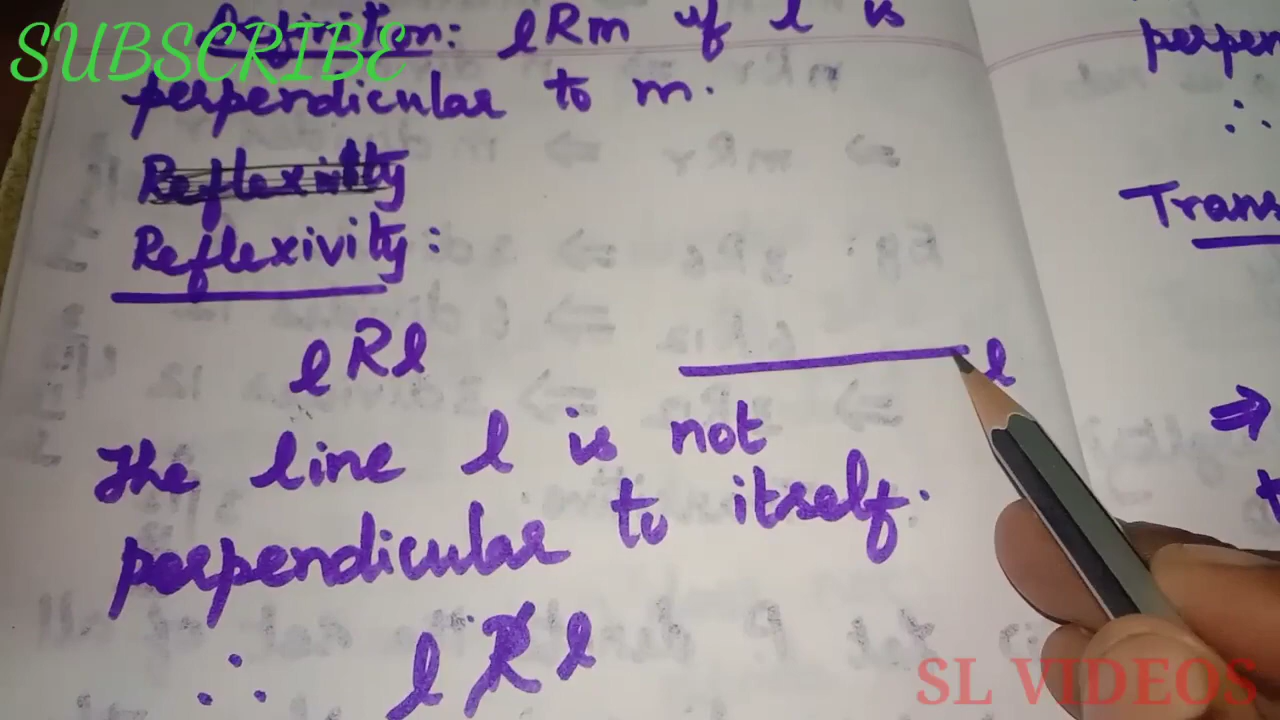 SUBSCRIBE
Definition: lRm if l is
perpendicular to m.
Reflexivity
Reflexivity:
lRl
l
The line l is not
perpendicular to itself.
∴ l R̸ l
perpen
∴
Trans
⇒
t
SL VIDEOS